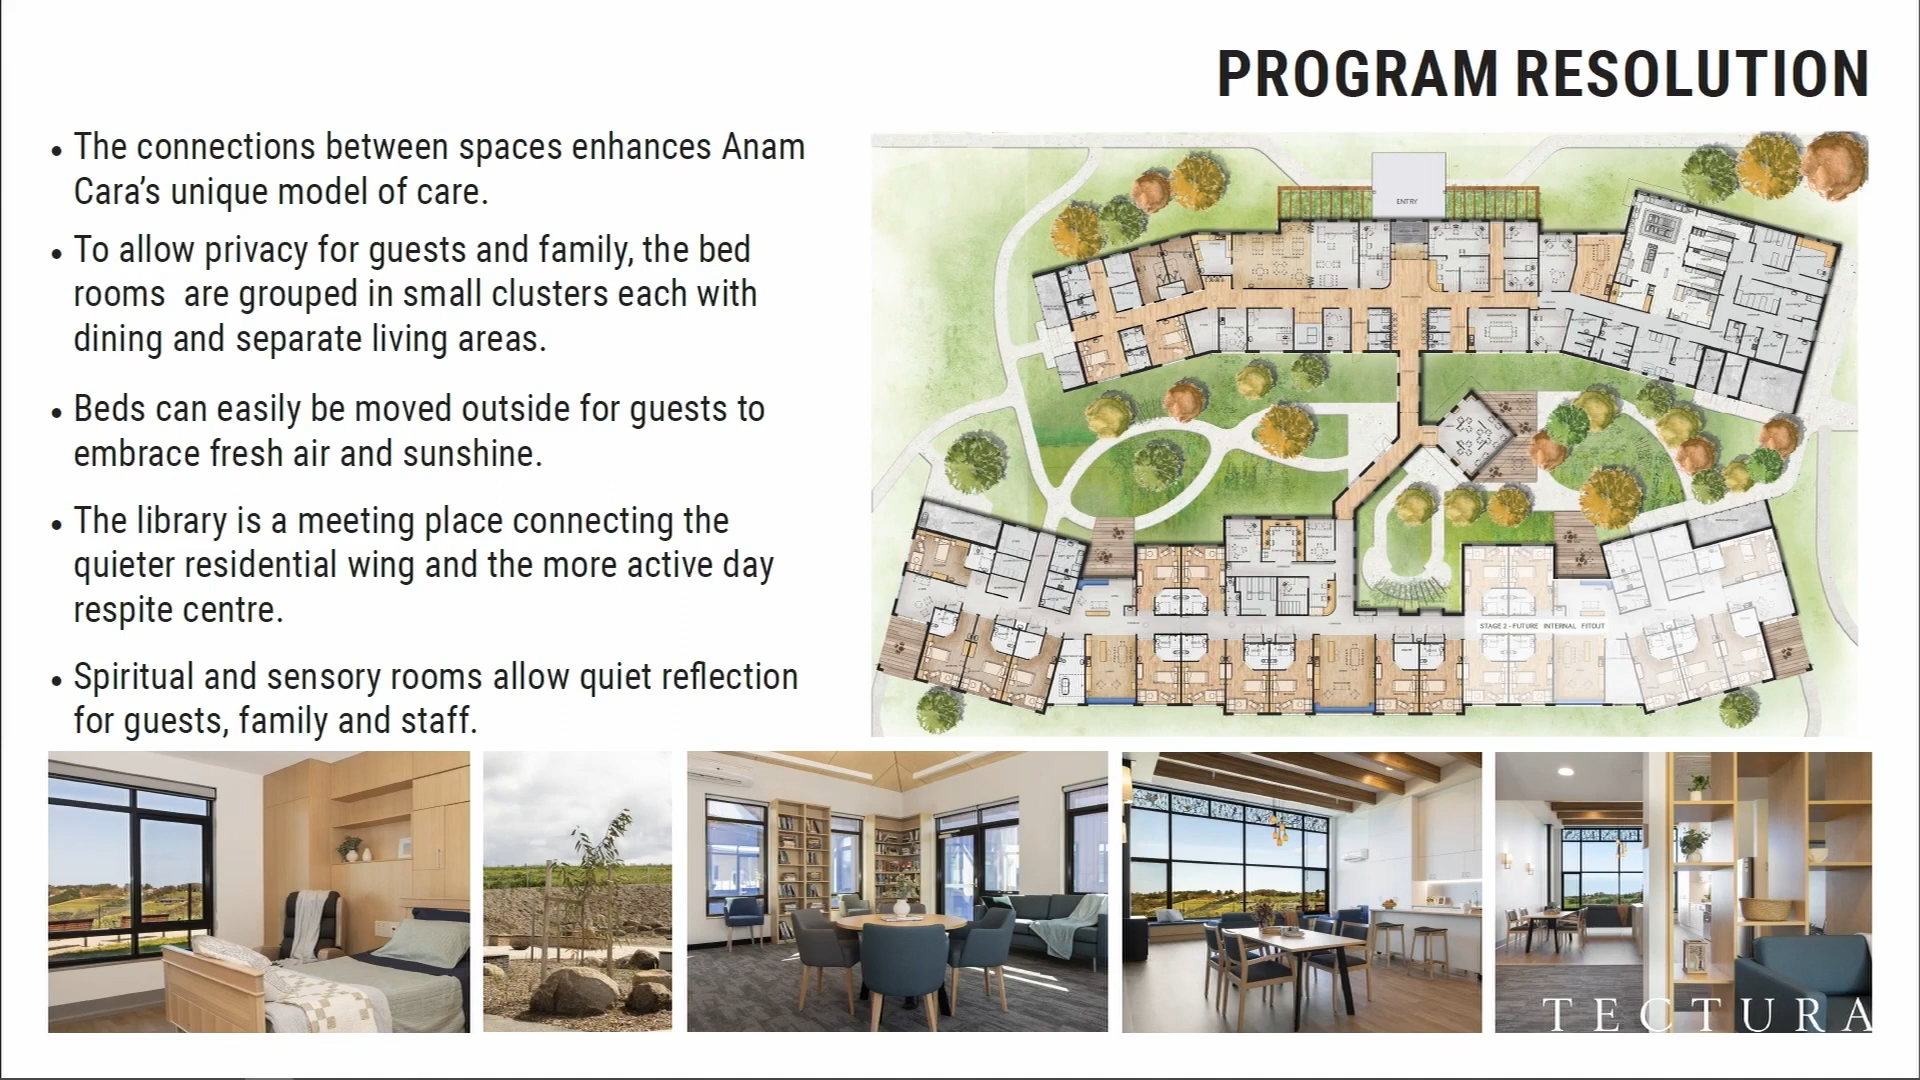 PROGRAM RESOLUTION
• The connections between spaces enhances Anam
Cara’s unique model of care.
• To allow privacy for guests and family, the bed
rooms are grouped in small clusters each with
dining and separate living areas.
• Beds can easily be moved outside for guests to
embrace fresh air and sunshine.
• The library is a meeting place connecting the
quieter residential wing and the more active day
respite centre.
• Spiritual and sensory rooms allow quiet reflection
for guests, family and staff.
ENTRY
STAGE 2 - FUTURE INTERNAL FITOUT
TECTURA